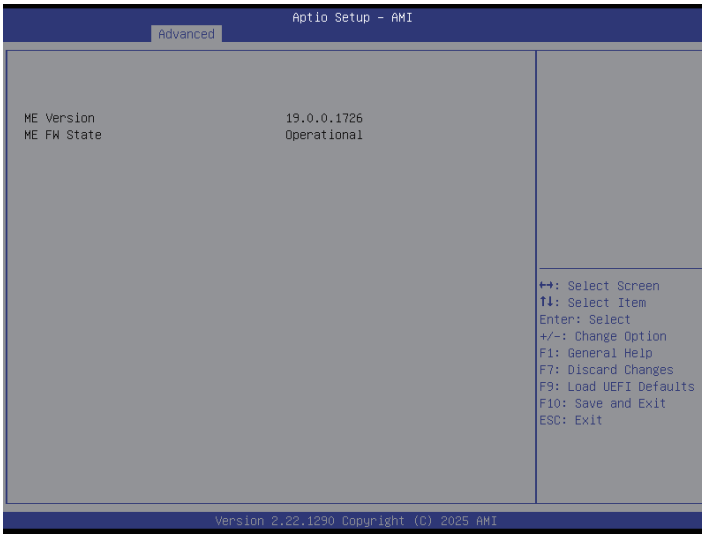 Aptio Setup – AMI
Advanced
ME Version 19.0.0.1726
ME FW State Operational
↔: Select Screen
↑↓: Select Item
Enter: Select
+/-: Change Option
F1: General Help
F7: Discard Changes
F9: Load UEFI Defaults
F10: Save and Exit
ESC: Exit
Version 2.22.1290 Copyright (C) 2025 AMI